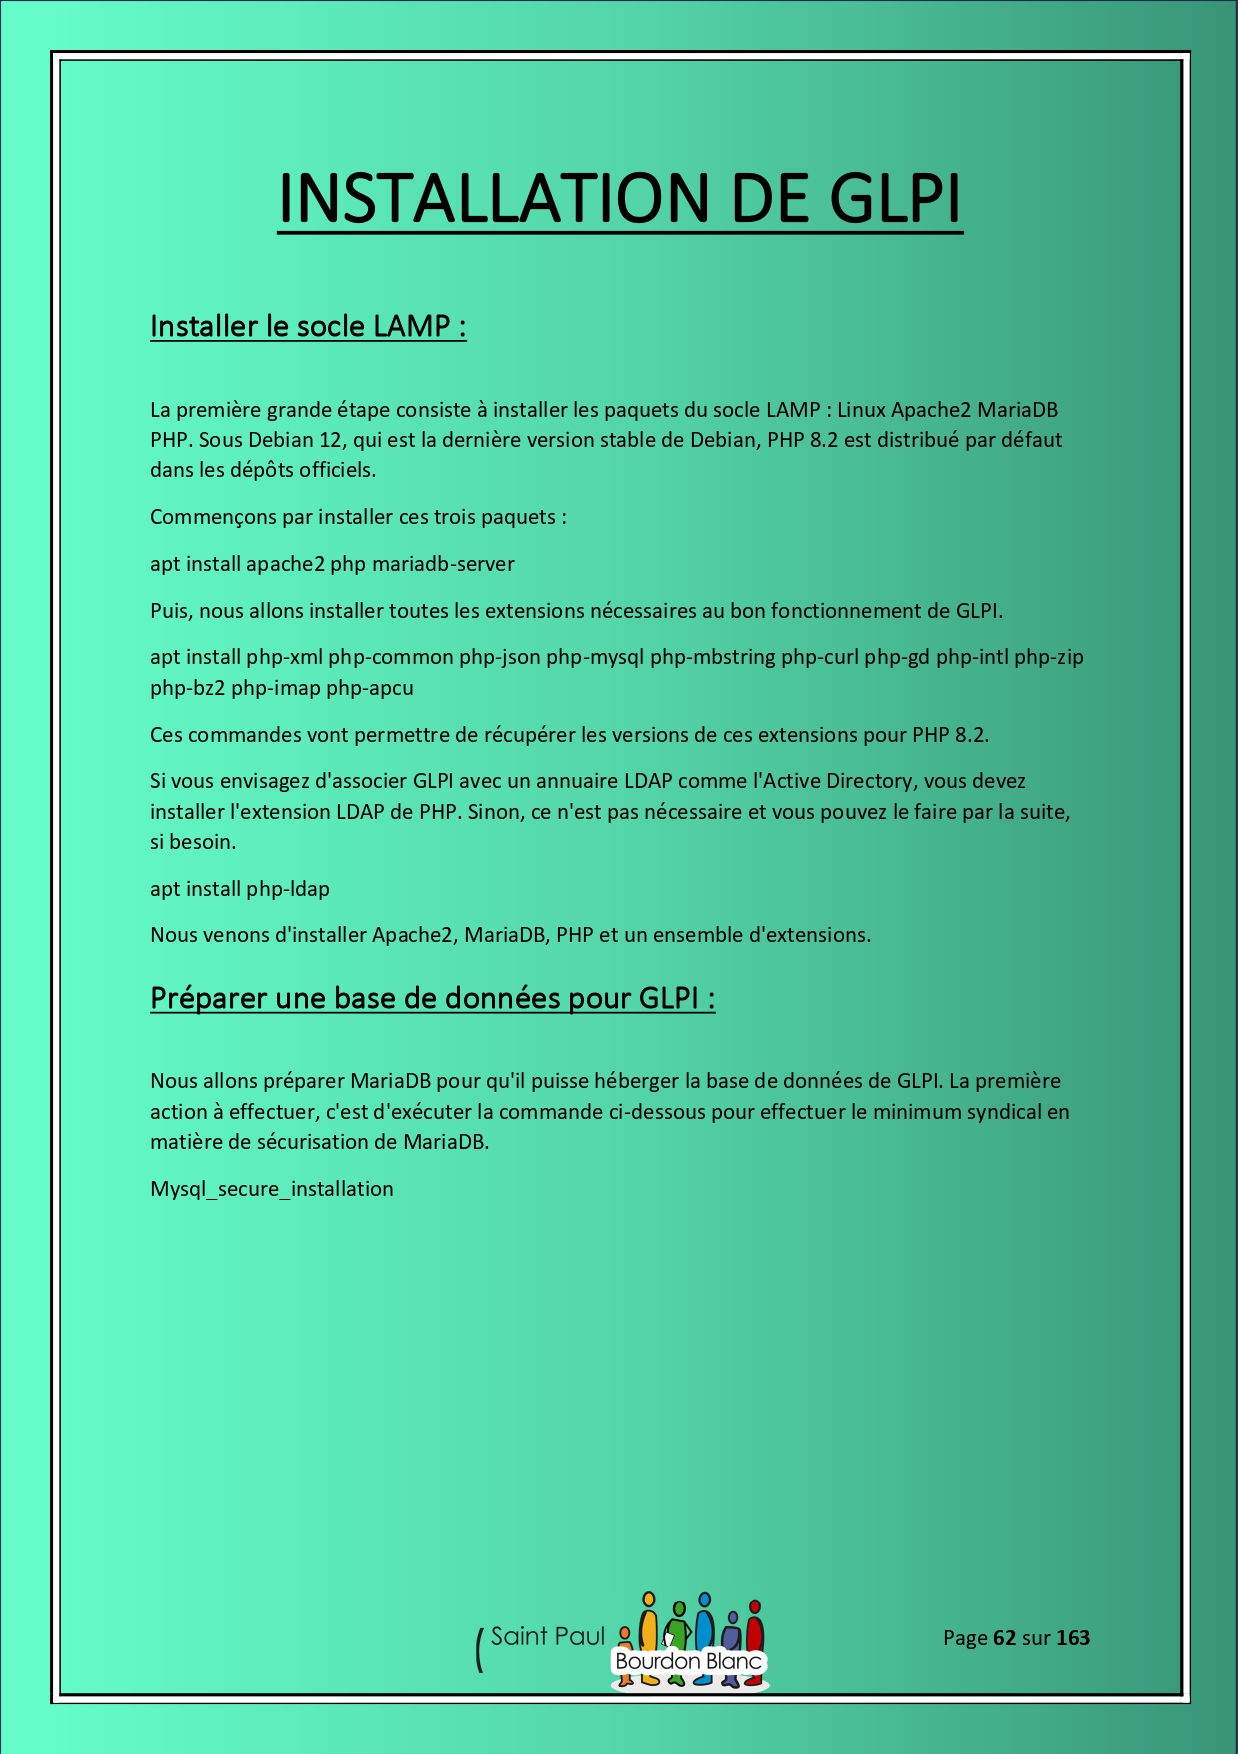 INSTALLATION DE GLPI
Installer le socle LAMP :
La première grande étape consiste à installer les paquets du socle LAMP : Linux Apache2 MariaDB
PHP. Sous Debian 12, qui est la dernière version stable de Debian, PHP 8.2 est distribué par défaut
dans les dépôts officiels.
Commençons par installer ces trois paquets :
apt install apache2 php mariadb-server
Puis, nous allons installer toutes les extensions nécessaires au bon fonctionnement de GLPI.
apt install php-xml php-common php-json php-mysql php-mbstring php-curl php-gd php-intl php-zip
php-bz2 php-imap php-apcu
Ces commandes vont permettre de récupérer les versions de ces extensions pour PHP 8.2.
Si vous envisagez d'associer GLPI avec un annuaire LDAP comme l'Active Directory, vous devez
installer l'extension LDAP de PHP. Sinon, ce n'est pas nécessaire et vous pouvez le faire par la suite,
si besoin.
apt install php-ldap
Nous venons d'installer Apache2, MariaDB, PHP et un ensemble d'extensions.
Préparer une base de données pour GLPI :
Nous allons préparer MariaDB pour qu'il puisse héberger la base de données de GLPI. La première
action à effectuer, c'est d'exécuter la commande ci-dessous pour effectuer le minimum syndical en
matière de sécurisation de MariaDB.
Mysql_secure_installation
Saint Paul
Bourdon Blanc
Page 62 sur 163